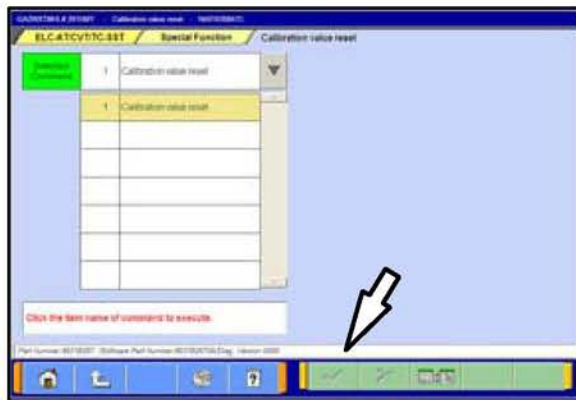 ELC-AT/CVT/TC-SST
Special Function
Calibration value reset
Selected
Command
1
Calibration value reset
1
Calibration value reset
Click the item name of command to execute.
?